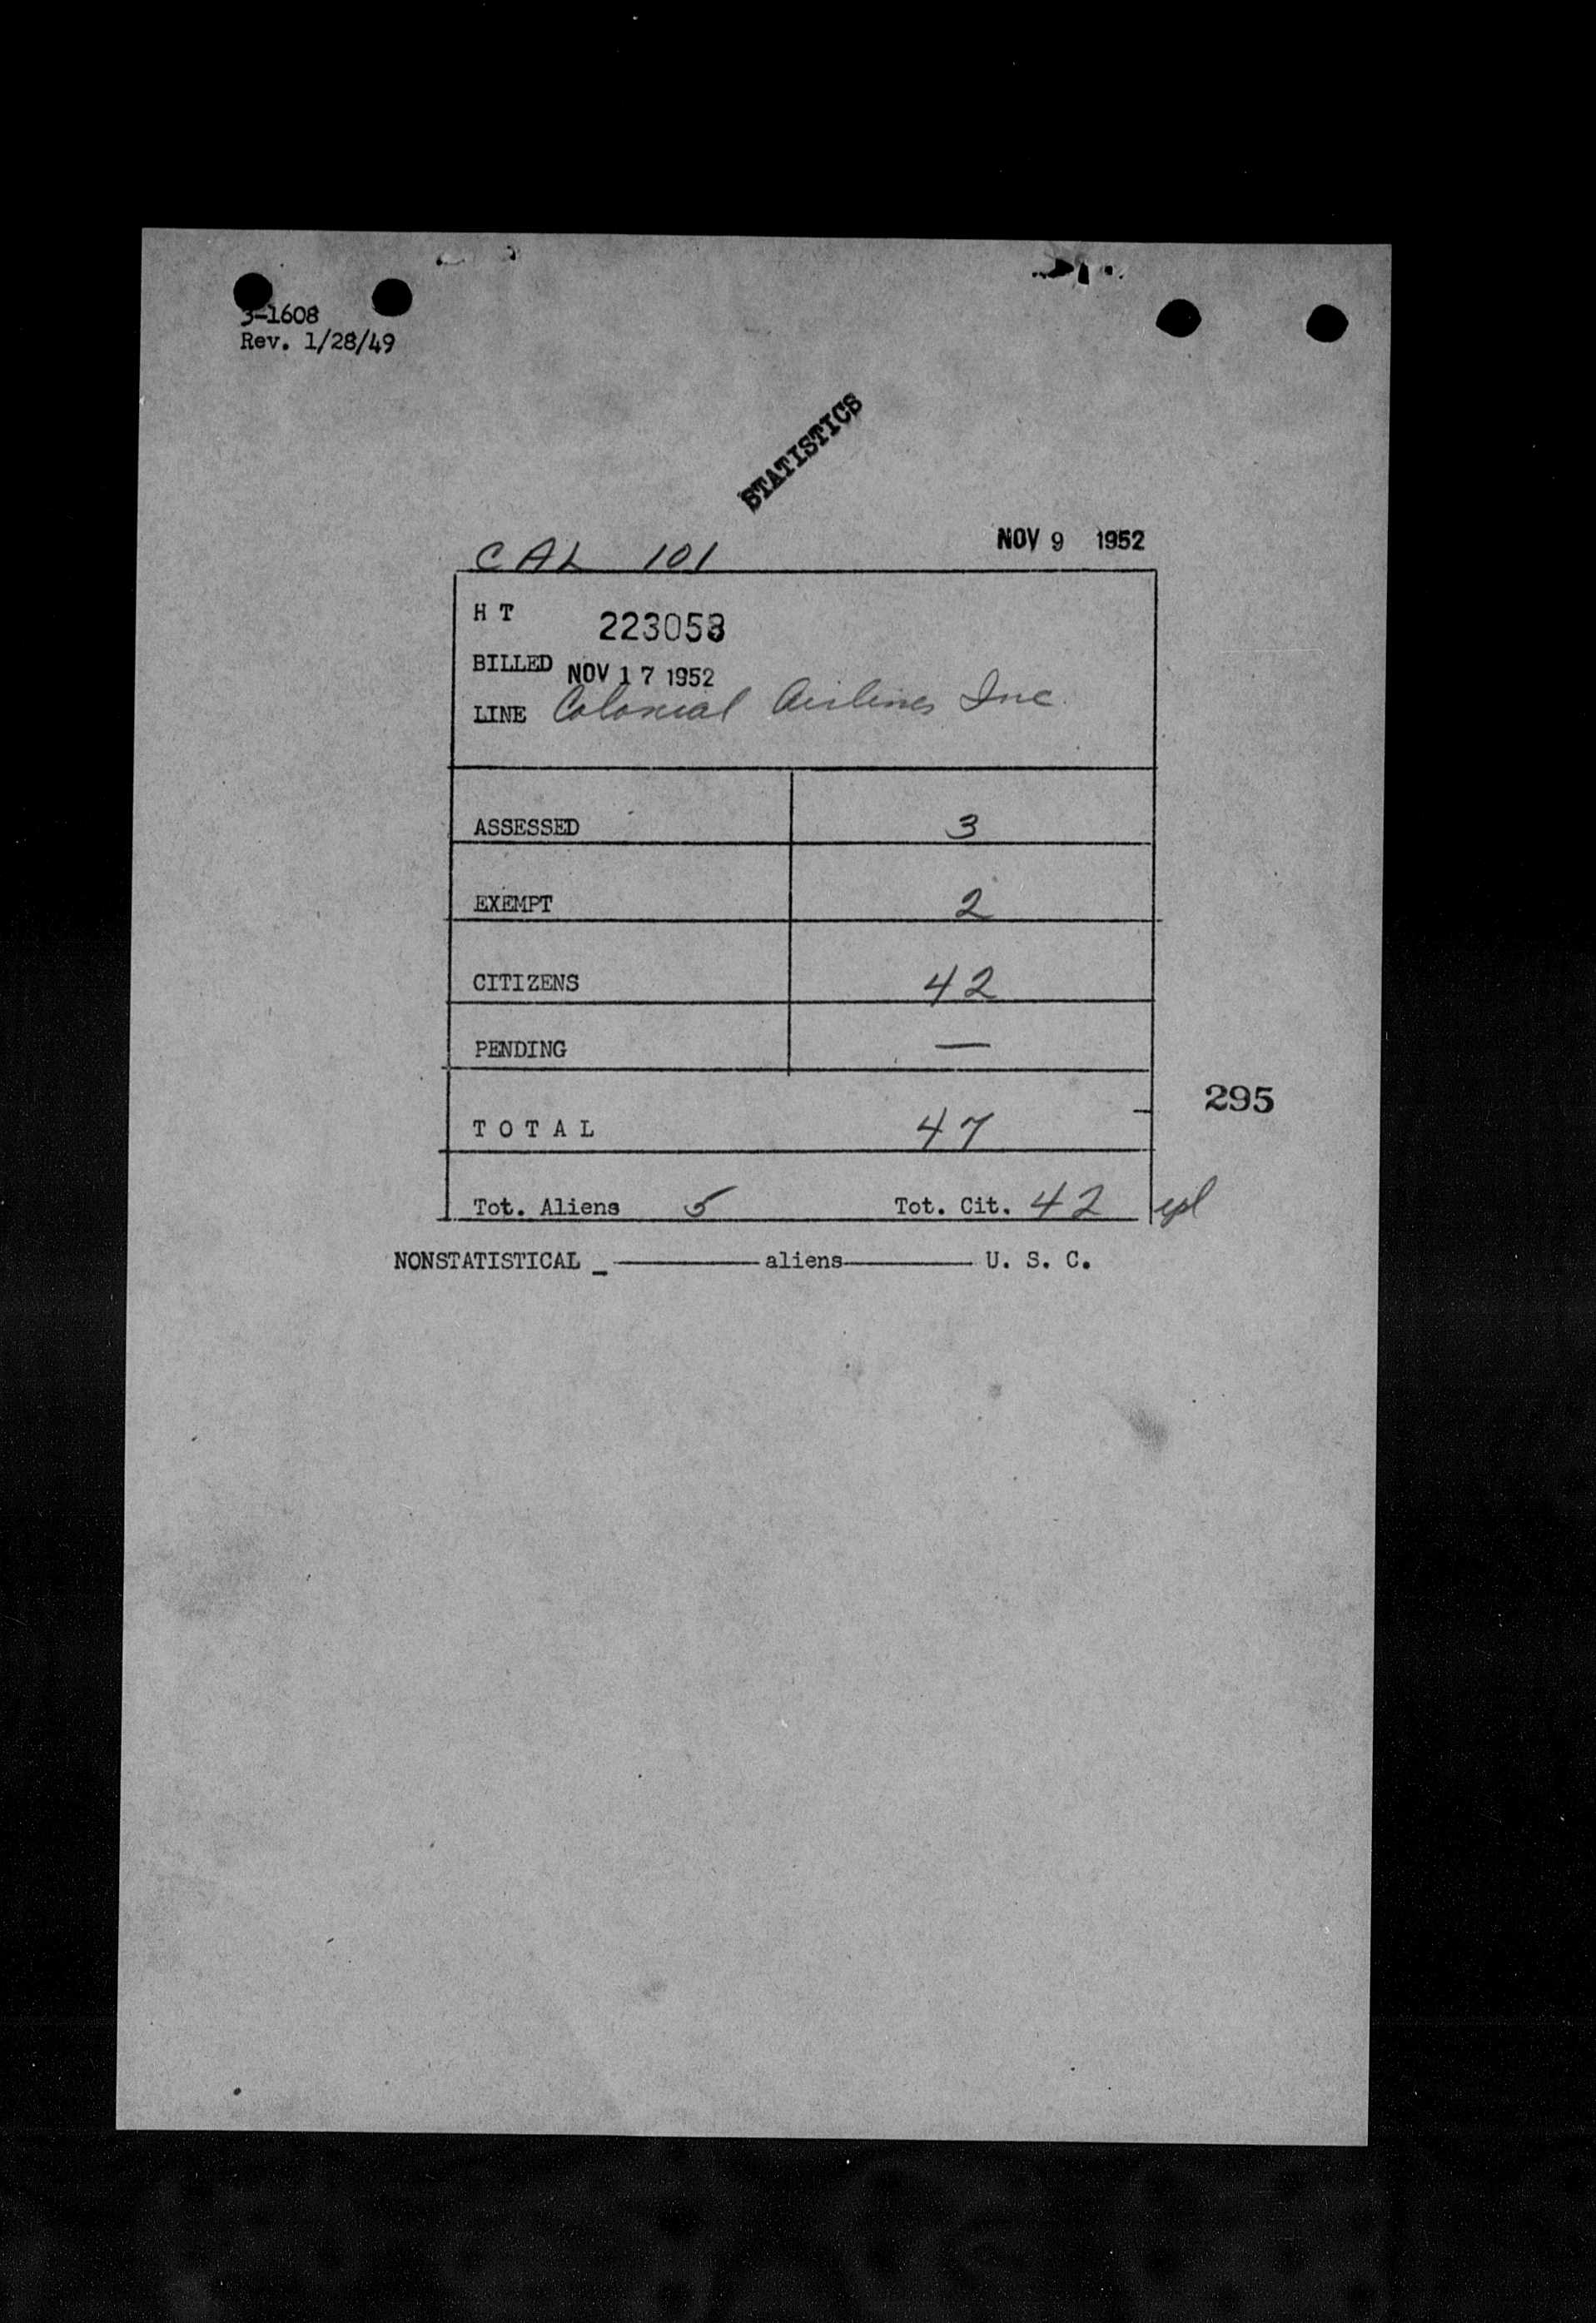 3-1608
Rev. 1/28/49
STATISTICS
CAL 101 NOV 9 1952
H T 223058
BILLED NOV 17 1952
LINE Colonial Airlines Inc.
ASSESSED 3
EXEMPT 2
CITIZENS 42
PENDING —
295
T O T A L 47
Tot. Aliens 5 Tot. Cit. 42
NONSTATISTICAL _ ——— aliens ——— U. S. C.